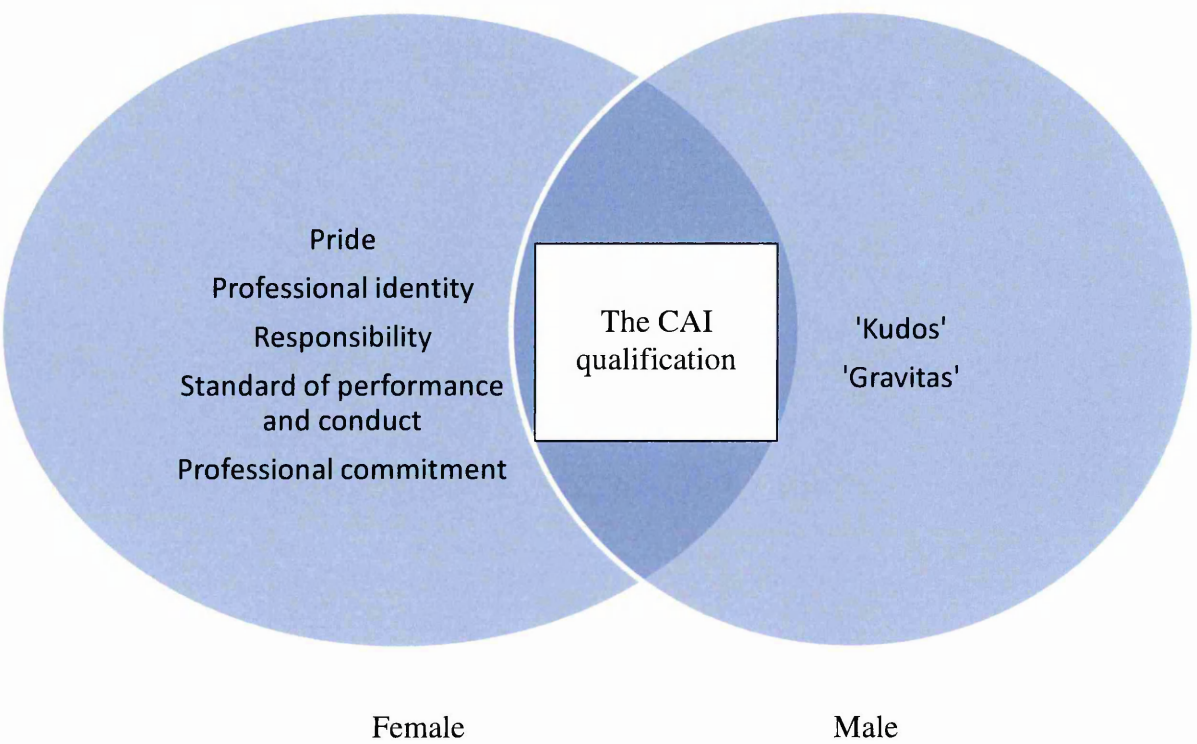 Pride
Professional identity
Responsibility
Standard of performance
and conduct
Professional commitment
The CAI
qualification
'Kudos'
'Gravitas'
Female
Male